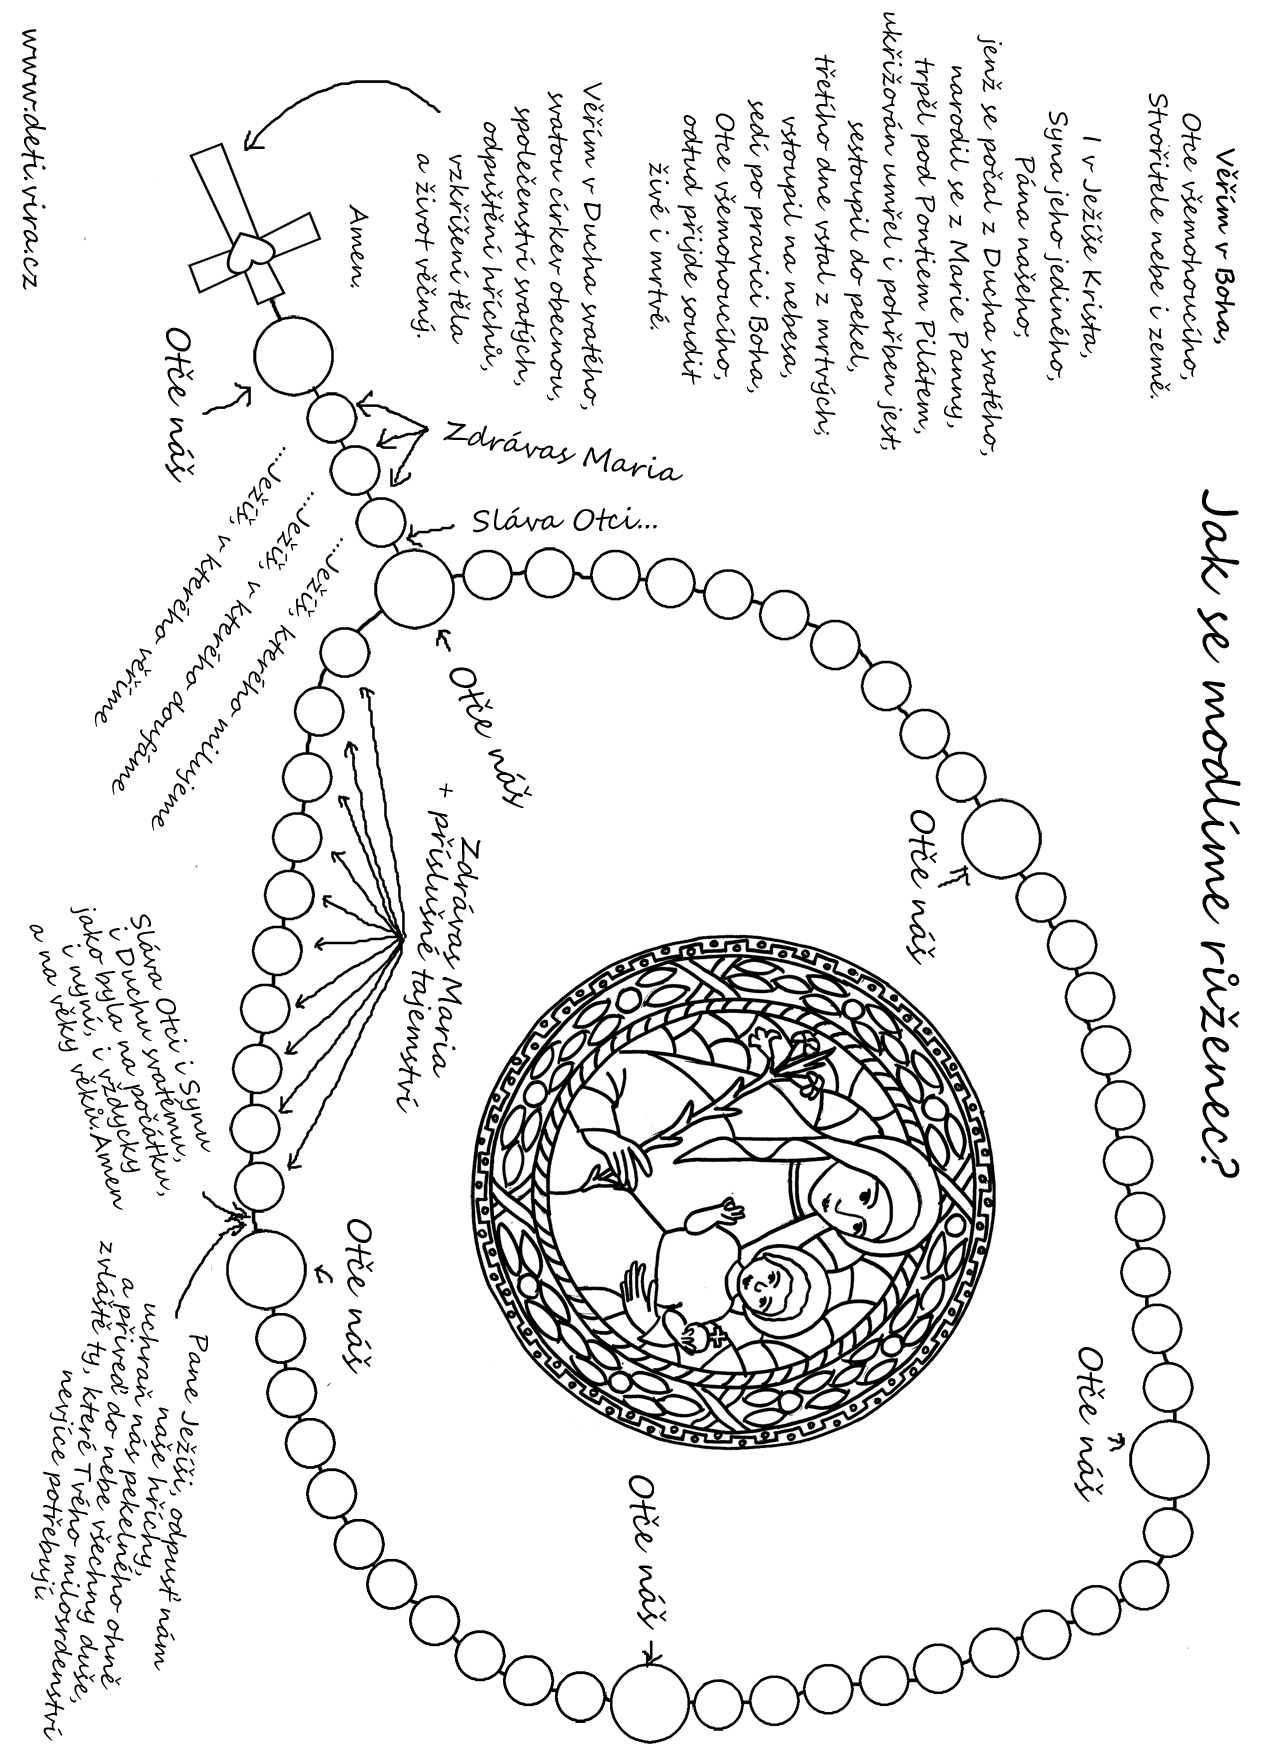 Jak se modlíme růženec?
Věřím v Boha,
Otce všemohoucího,
Stvořitele nebe i země.
I v Ježíše Krista,
Syna jeho jediného,
Pána našeho;
jenž se počal z Ducha svatého,
narodil se z Marie Panny,
trpěl pod Pontiem Pilátem,
ukřižován umřel i pohřben jest;
sestoupil do pekel,
třetího dne vstal z mrtvých;
vstoupil na nebesa,
sedí po pravici Boha,
Otce všemohoucího,
odtud přijde soudit
živé i mrtvé.
Věřím v Ducha svatého,
svatou církev obecnou,
společenství svatých,
odpuštění hříchů,
vzkříšení těla
a život věčný.
Amen.
Otče náš
Zdrávas Maria
...Ježíš, v kterého věříme
...Ježíš, v kterého doufáme
...Ježíš, kterého milujeme
Sláva Otci...
Otče náš
Zdrávas Maria
+ příslušné tajemství
Sláva Otci i Synu
i Duchu svatému,
jako byla na počátku,
i nyní, i vždycky
a na věky věků. Amen
Pane Ježíši, odpusť nám
naše hříchy,
uchraň nás pekelného ohně
a přiveď do nebe všechny duše,
zvláště ty, které Tvého milosrdenství
nejvíce potřebují.
Otče náš
Otče náš
Otče náš
Otče náš
www.deti.vira.cz